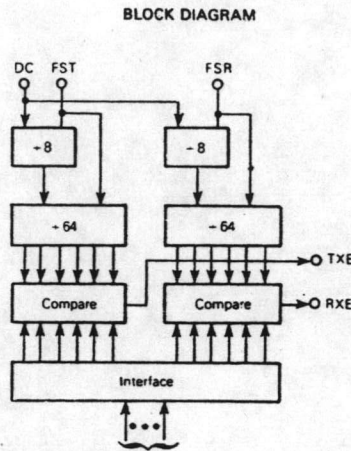 BLOCK DIAGRAM
DC FST FSR
÷8 ÷8
÷64 ÷64
TXE
Compare Compare RXE
Interface